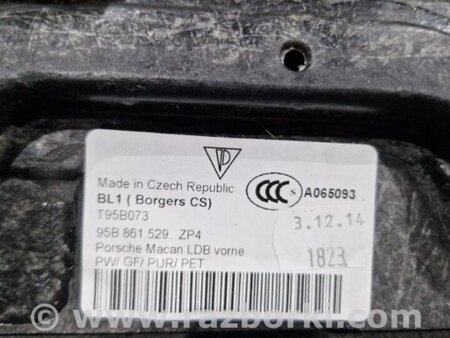 VP
Made in Czech Republic
CCC S A065093
BL1 ( Borgers CS)
T95B073
3.12.14
95B.861.529. ZP4
Porsche Macan LDB vorne
1823
PW/ GF/ PUR/ PET
www.razborki.com